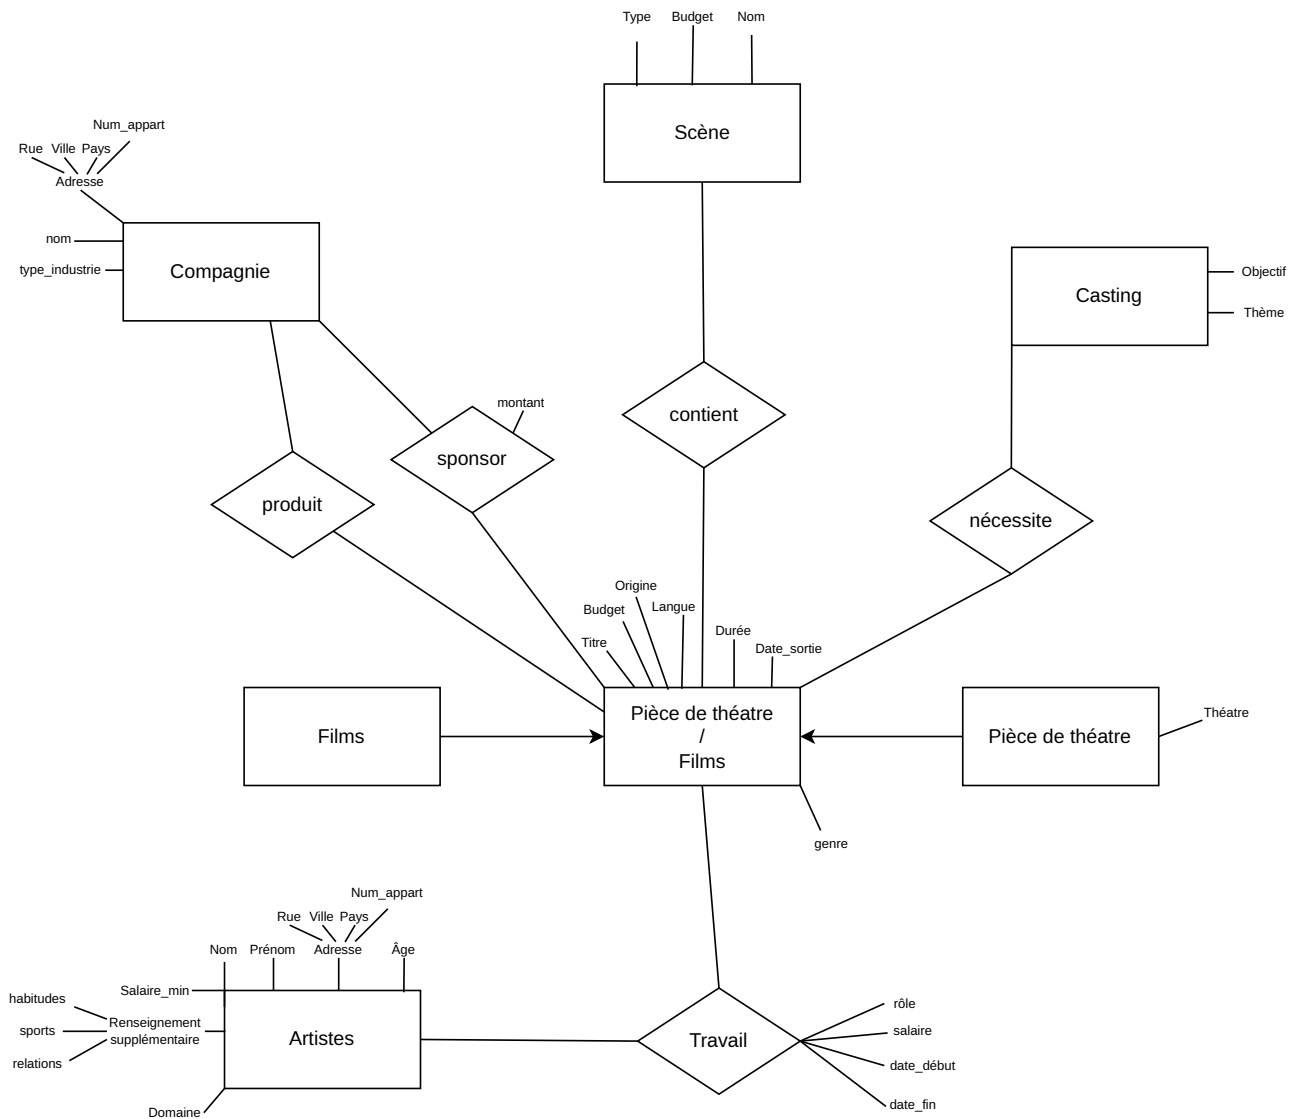 Type Budget Nom
Scène
Num_appart
Rue Ville Pays
Adresse
nom
type_industrie
Compagnie
Casting
Objectif
Thème
montant
contient
sponsor
produit
nécessite
Origine
Budget
Langue
Titre
Durée
Date_sortie
Films
Pièce de théatre
/
Films
Pièce de théatre
Théatre
genre
Num_appart
Rue Ville Pays
Nom Prénom Adresse Âge
Salaire_min
habitudes
sports
relations
Renseignement
supplémentaire
Artistes
Domaine
Travail
rôle
salaire
date_début
date_fin